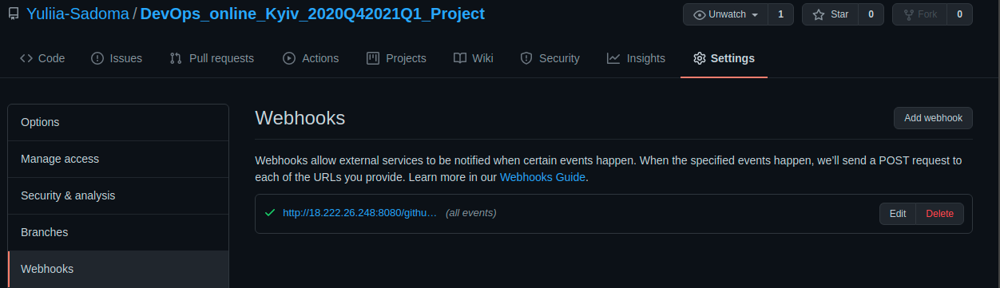 Yuliia-Sadoma / DevOps_online_Kyiv_2020Q42021Q1_Project
Unwatch 1
Star 0
Fork 0
Code
Issues
Pull requests
Actions
Projects
Wiki
Security
Insights
Settings
Options
Manage access
Security & analysis
Branches
Webhooks
Webhooks
Add webhook
Webhooks allow external services to be notified when certain events happen. When the specified events happen, we'll send a POST request to
each of the URLs you provide. Learn more in our Webhooks Guide.
http://18.222.26.248:8080/githu… (all events)
Edit
Delete